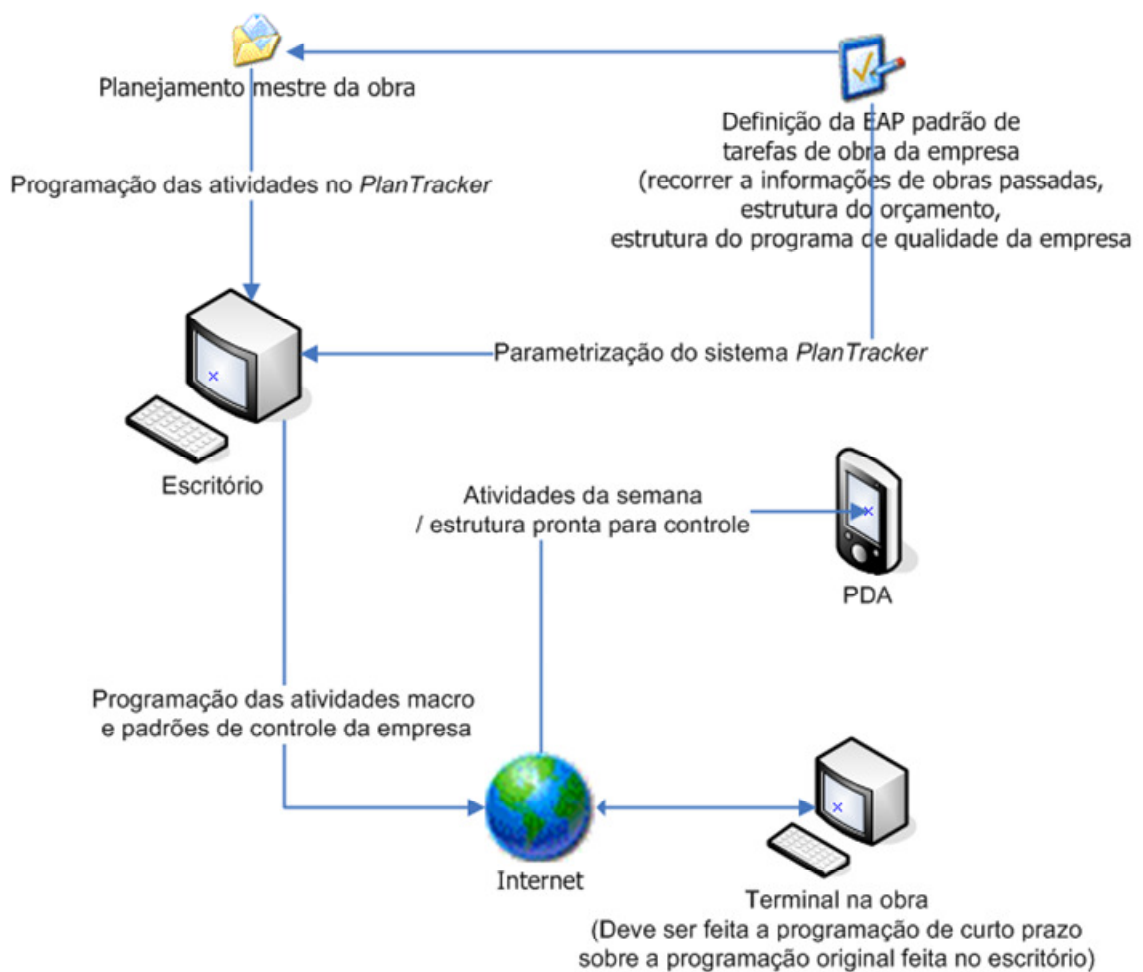 Planejamento mestre da obra
Definição da EAP padrão de
tarefas de obra da empresa
(recorrer a informações de obras passadas,
estrutura do orçamento,
estrutura do programa de qualidade da empresa
Programação das atividades no PlanTracker
Parametrização do sistema PlanTracker
Escritório
Atividades da semana
/ estrutura pronta para controle
PDA
Programação das atividades macro
e padrões de controle da empresa
Internet
Terminal na obra
(Deve ser feita a programação de curto prazo
sobre a programação original feita no escritório)